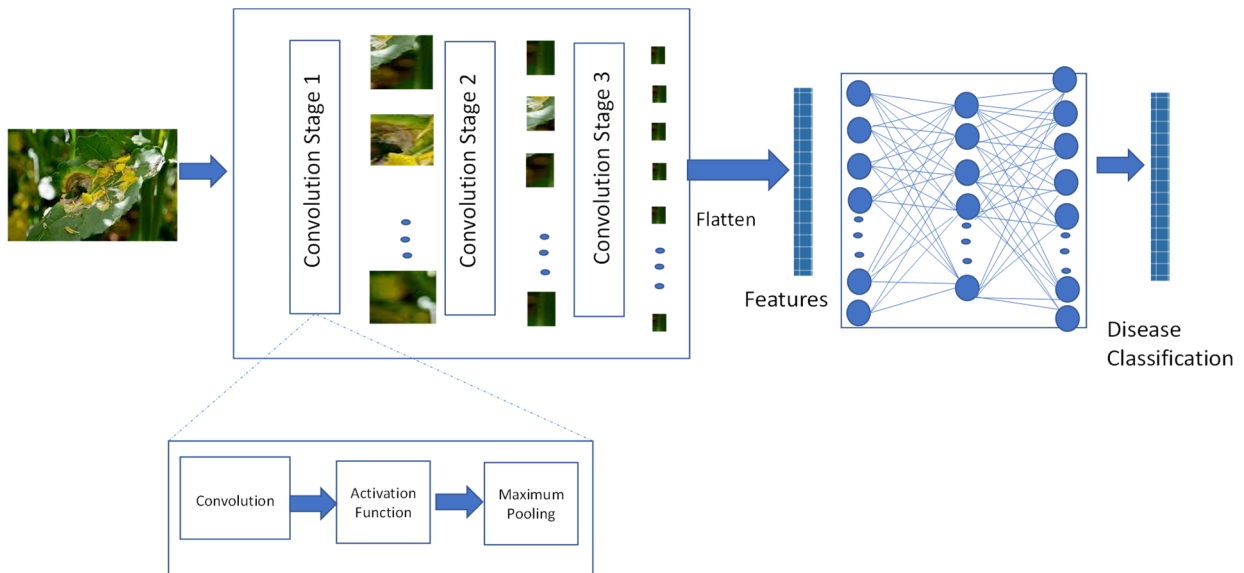 Convolution Stage 1
Convolution Stage 2
Convolution Stage 3
Flatten
Features
Disease
Classification
Convolution
Activation
Function
Maximum
Pooling